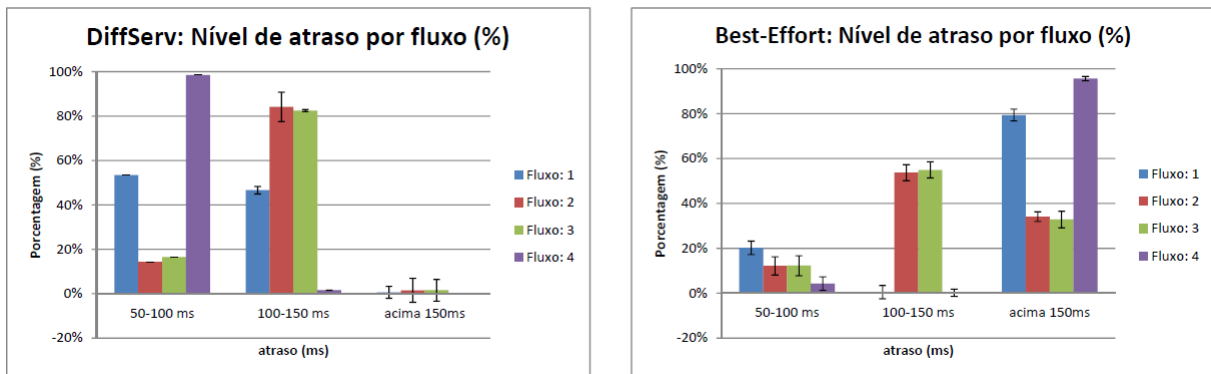 DiffServ: Nível de atraso por fluxo (%)
100%
80%
60%
40%
20%
0%
-20%
Porcentagem (%)
50-100 ms
100-150 ms
acima 150ms
atraso (ms)
Fluxo: 1
Fluxo: 2
Fluxo: 3
Fluxo: 4
Best-Effort: Nível de atraso por fluxo (%)
100%
80%
60%
40%
20%
0%
-20%
Porcentagem (%)
50-100 ms
100-150 ms
acima 150ms
atraso (ms)
Fluxo: 1
Fluxo: 2
Fluxo: 3
Fluxo: 4